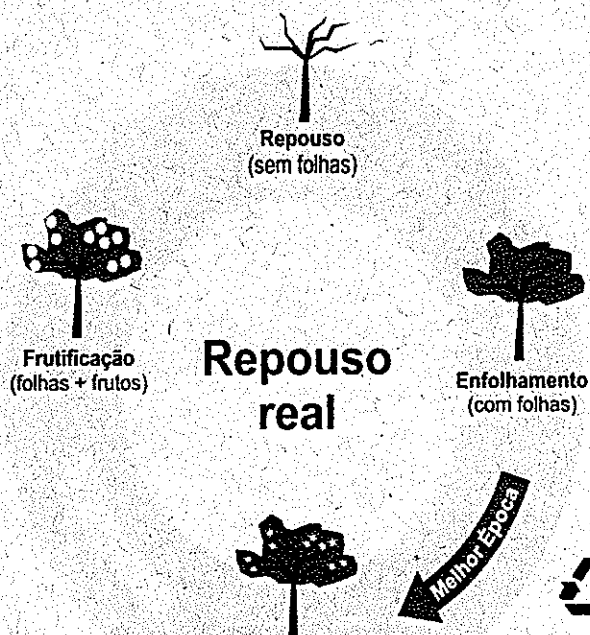 Repouso
(sem folhas)
Frutificação
(folhas + frutos)
Repouso
real
Enfolhamento
(com folhas)
Melhor Época